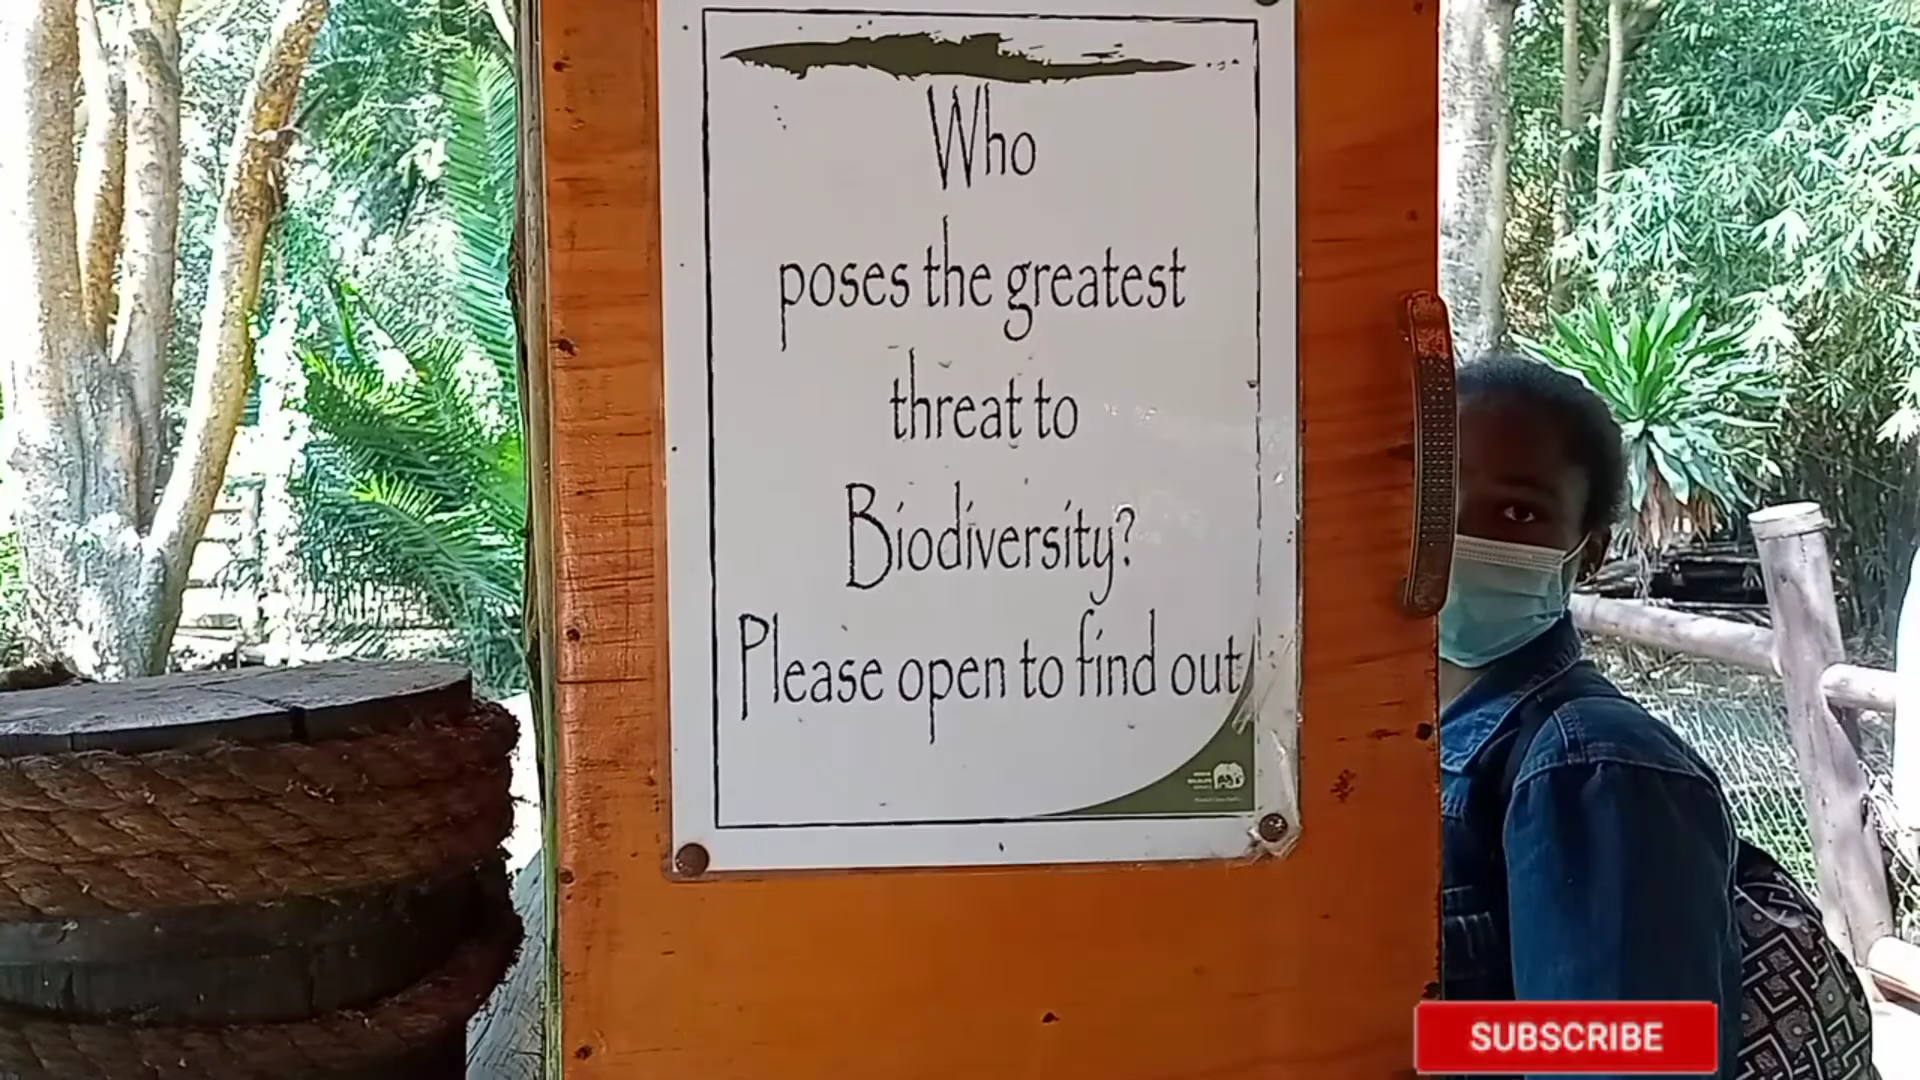 Who
poses the greatest
threat to
Biodiversity?
Please open to find out
SUBSCRIBE